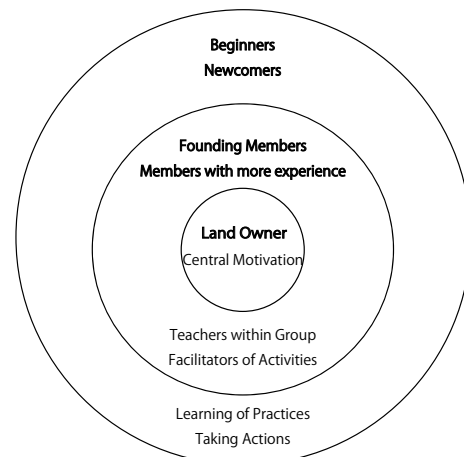 Beginners
Newcomers
Founding Members
Members with more experience
Land Owner
Central Motivation
Teachers within Group
Facilitators of Activities
Learning of Practices
Taking Actions